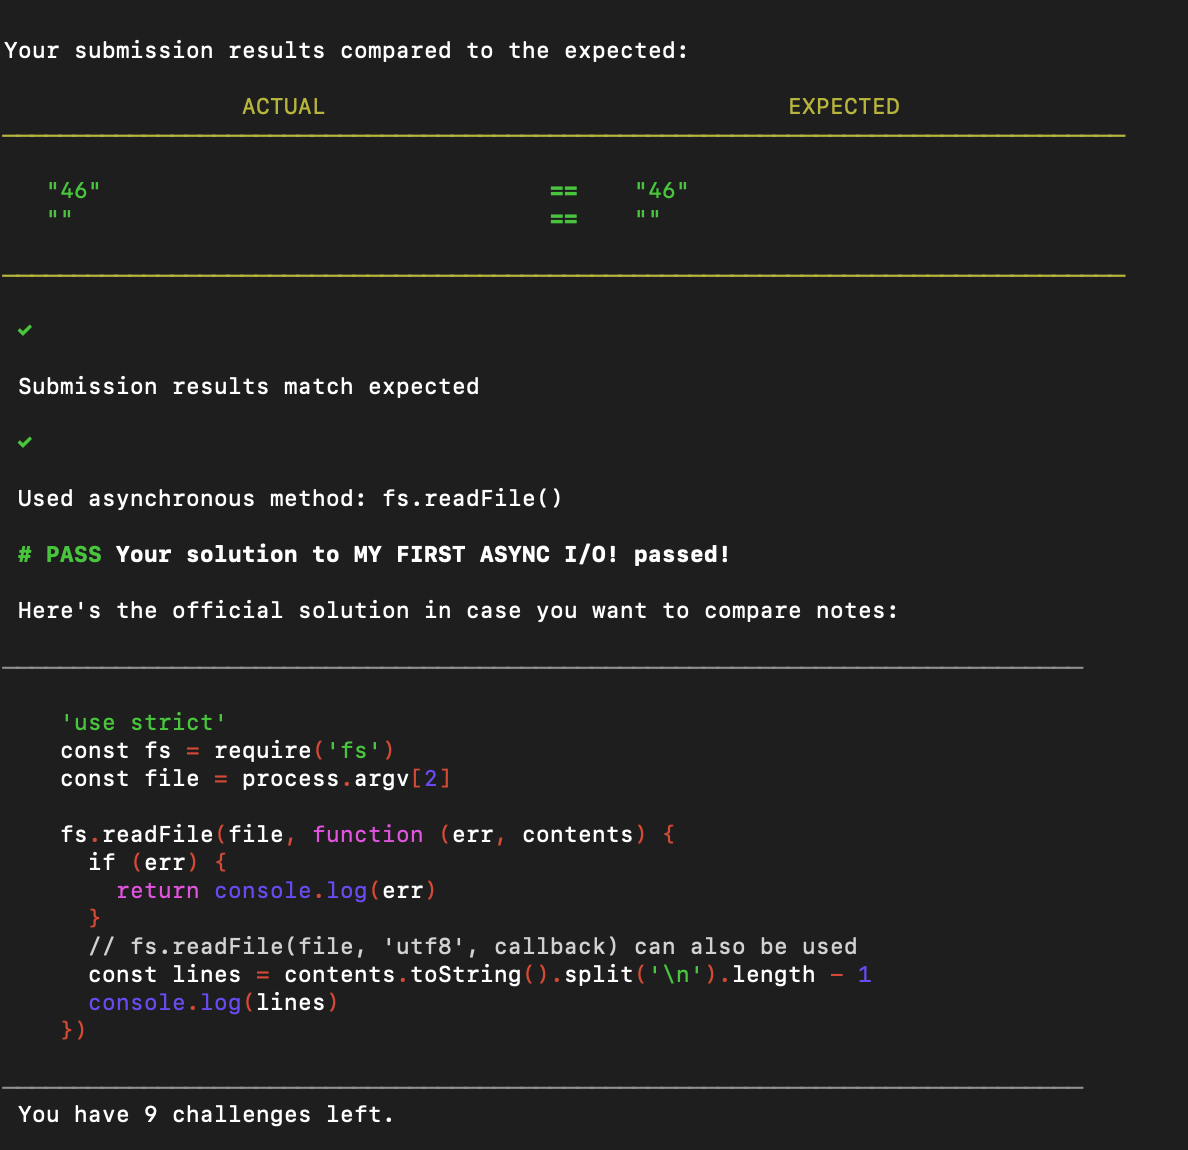 Your submission results compared to the expected:
ACTUAL EXPECTED
"46" == "46"
"" == ""
✔
Submission results match expected
✔
Used asynchronous method: fs.readFile()
# PASS Your solution to MY FIRST ASYNC I/O! passed!
Here's the official solution in case you want to compare notes:
'use strict'
const fs = require('fs')
const file = process.argv[2]
fs.readFile(file, function (err, contents) {
if (err) {
return console.log(err)
}
// fs.readFile(file, 'utf8', callback) can also be used
const lines = contents.toString().split('\n').length - 1
console.log(lines)
})
You have 9 challenges left.